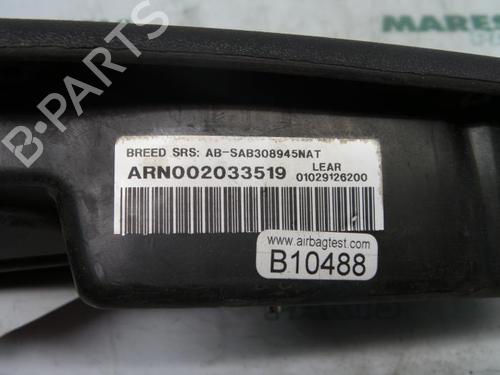 MARES
BREED SRS: AB-SAB308945NAT
ARN002033519
LEAR
01029126200
www.airbagtest.com
B10488
B-PARTS